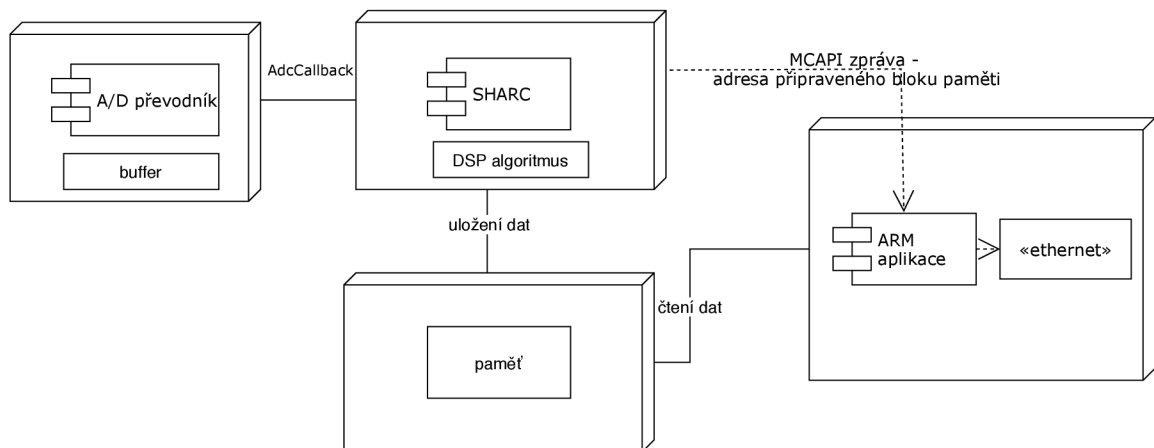 A/D převodník
buffer
AdcCallback
SHARC
DSP algoritmus
MCAPI zpráva -
adresa připraveného bloku paměti
uložení dat
ARM
aplikace
«ethernet»
čtení dat
paměť